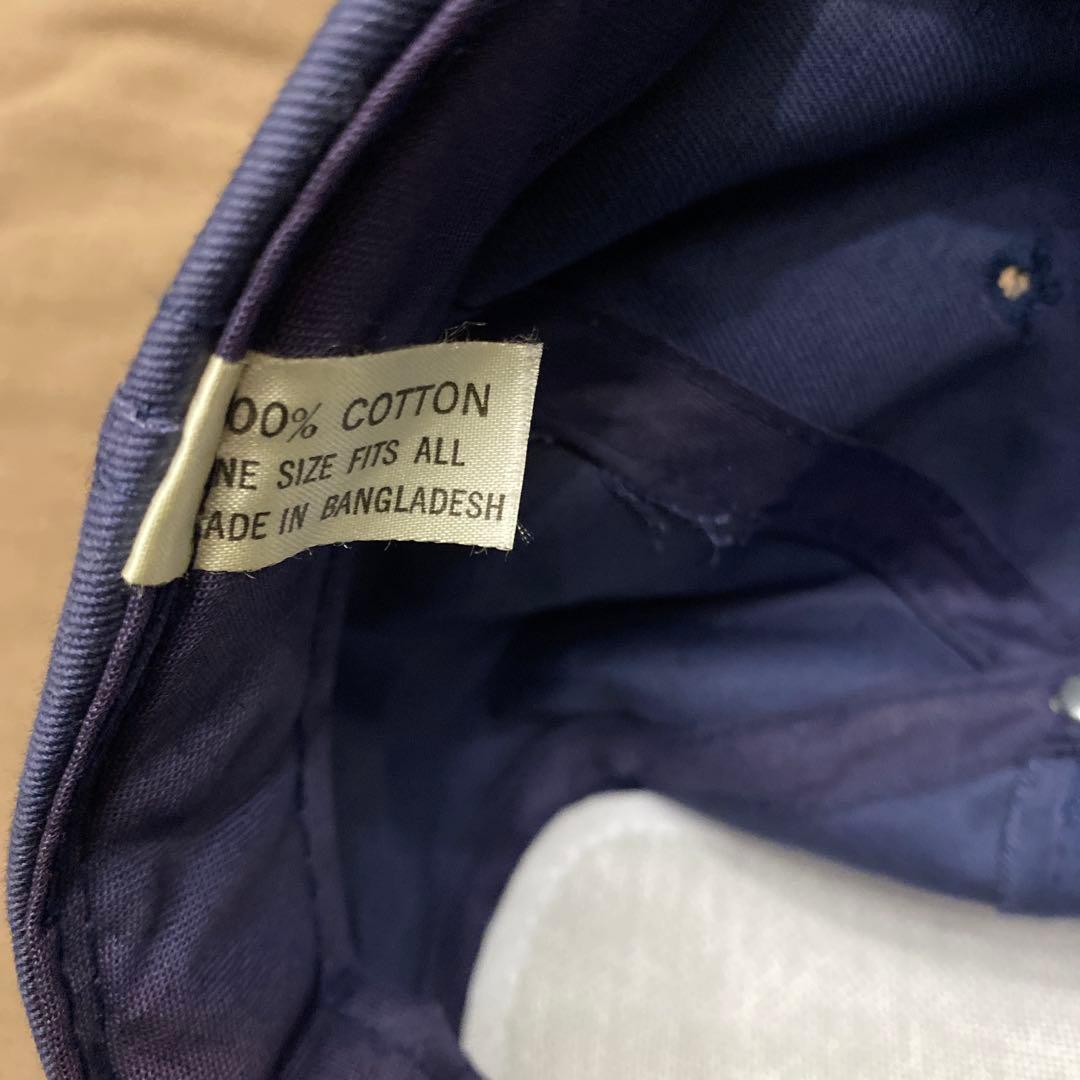 00% COTTON
NE SIZE FITS ALL
ADE IN BANGLADESH